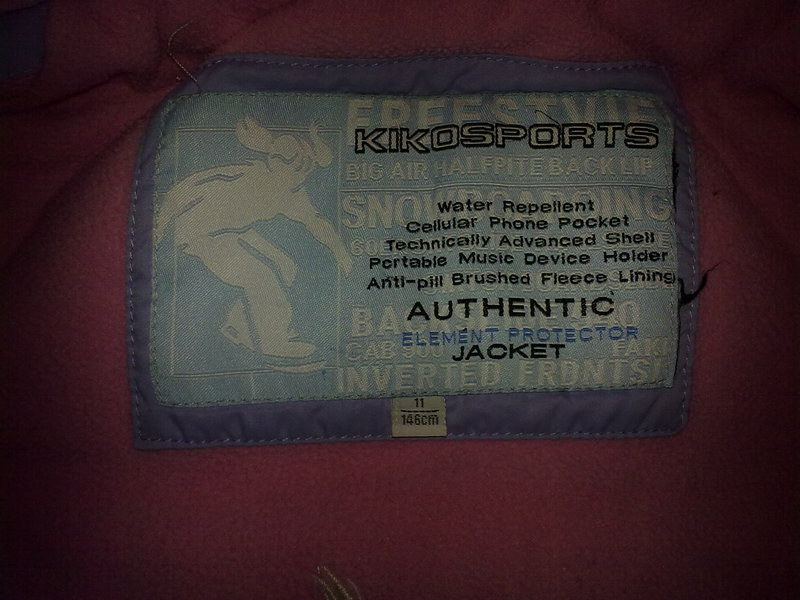 FREESTYLE
KIKOSPORTS
BIG AIR HALFPITE BACK LIP
Water Repellent
Cellular Phone Pocket
Technically Advanced Shell
Portable Music Device Holder
Anti-pill Brushed Fleece Lining
AUTHENTIC
ELEMENT PROTECTOR
JACKET
INVERTED FRONTSI
11
146cm